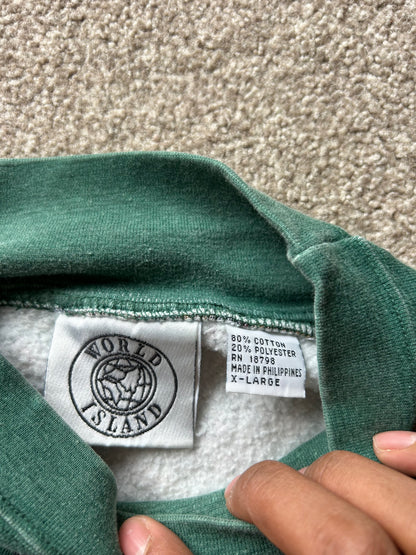 WORLD
ISLAND
80% COTTON
20% POLYESTER
RN 18798
MADE IN PHILIPPINES
X-LARGE